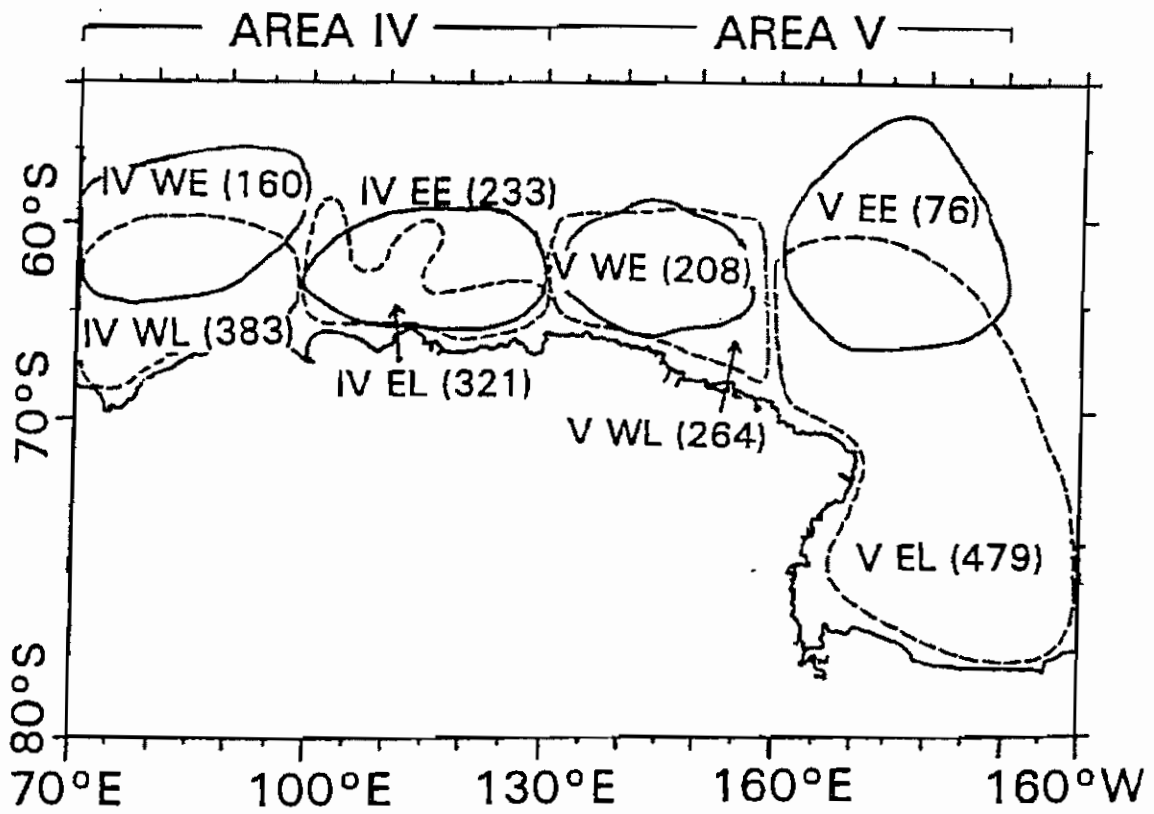 AREA IV AREA V
60°S
70°S
80°S
IV WE (160)
IV EE (233)
V WE (208)
V EE (76)
IV WL (383)
IV EL (321)
V WL (264)
V EL (479)
70°E 100°E 130°E 160°E 160°W